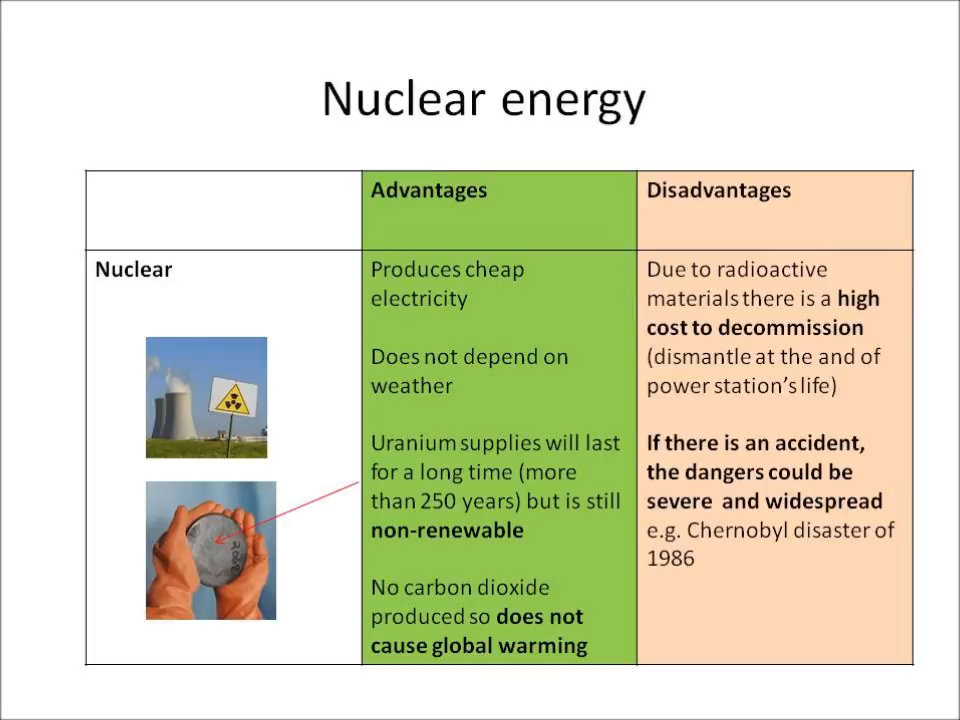 Nuclear energy
Advantages
Disadvantages
Nuclear
Produces cheap
electricity
Does not depend on
weather
Uranium supplies will last
for a long time (more
than 250 years) but is still
non-renewable
No carbon dioxide
produced so does not
cause global warming
Due to radioactive
materials there is a high
cost to decommission
(dismantle at the and of
power station’s life)
If there is an accident,
the dangers could be
severe and widespread
e.g. Chernobyl disaster of
1986